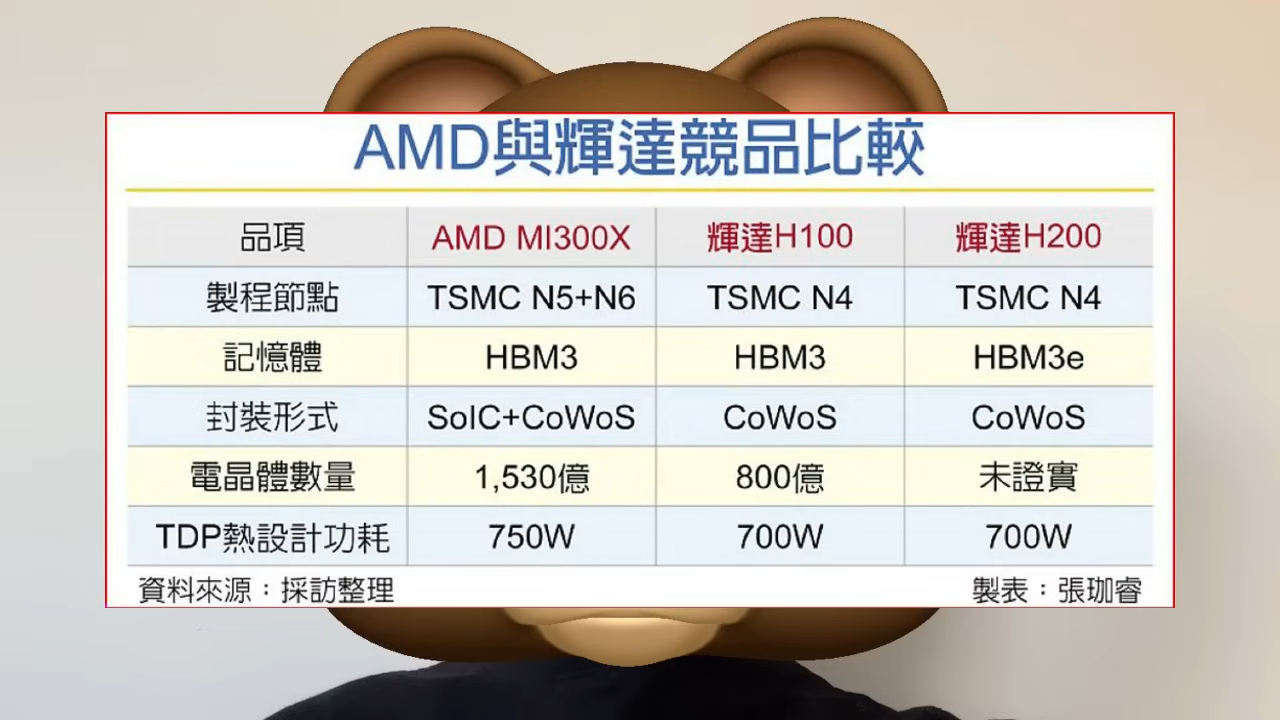 AMD與輝達競品比較
品項 AMD MI300X 輝達H100 輝達H200
製程節點 TSMC N5+N6 TSMC N4 TSMC N4
記憶體 HBM3 HBM3 HBM3e
封裝形式 SoIC+CoWoS CoWoS CoWoS
電晶體數量 1,530億 800億 未證實
TDP熱設計功耗 750W 700W 700W
資料來源：採訪整理 製表：張珈睿